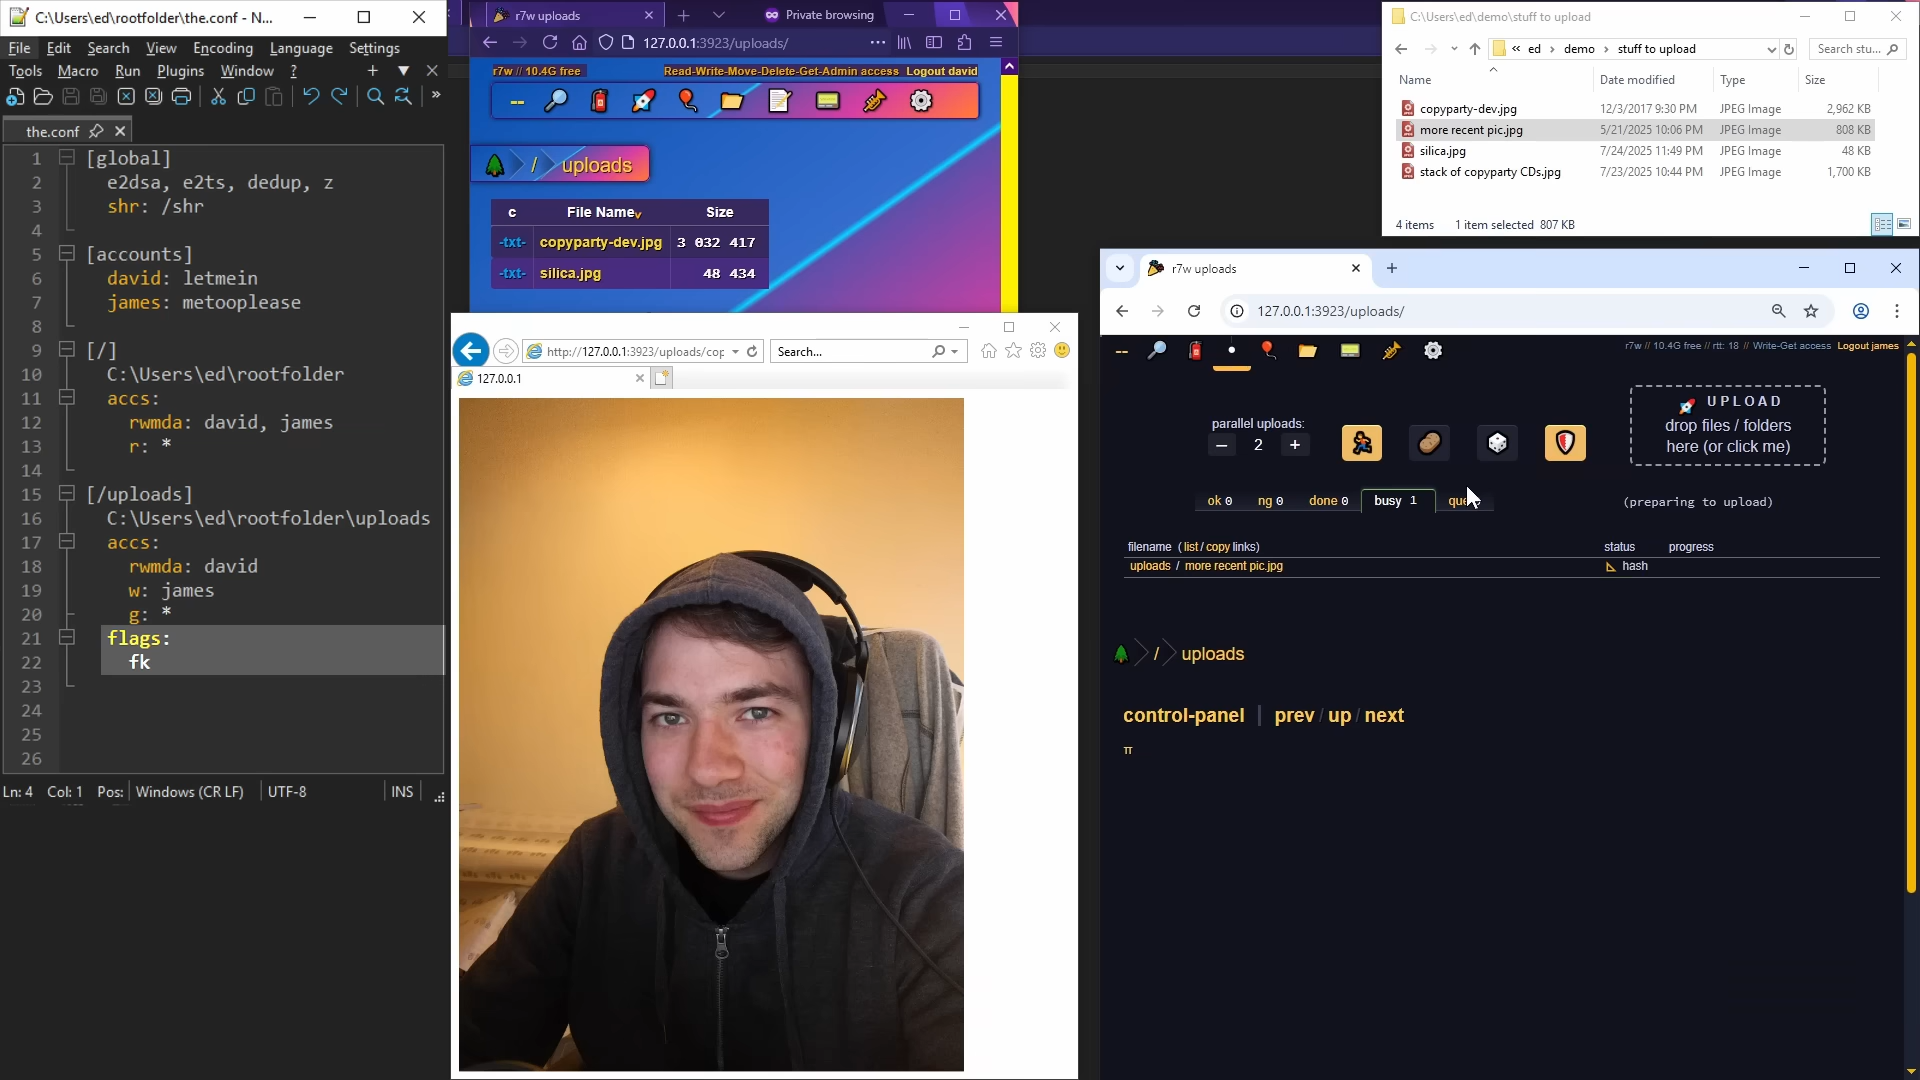 C:\Users\ed\rootfolder\the.conf - N...
File Edit Search View Encoding Language Settings
Tools Macro Run Plugins Window ?
the.conf
1 [global]
2 e2dsa, e2ts, dedup, z
3 shr: /shr
4
5 [accounts]
6 david: letmein
7 james: metooplease
8
9 [/]
10 C:\Users\ed\rootfolder
11 accs:
12 rwmda: david, james
13 r: *
14
15 [/uploads]
16 C:\Users\ed\rootfolder\uploads
17 accs:
18 rwmda: david
19 w: james
20 g: *
21 flags:
22 fk
23
24
25
26
Ln: 4 Col: 1 Pos: Windows (CR LF) UTF-8 INS
r7w uploads
Private browsing
127.0.0.1:3923/uploads/
r7w // 10.4G free
Read-Write-Move-Delete-Get-Admin access Logout david
/ uploads
c File Name Size
-txt- copyparty-dev.jpg 3 032 417
-txt- silica.jpg 48 434
http://127.0.0.1:3923/uploads/cop
Search...
127.0.0.1
C:\Users\ed\demo\stuff to upload
« ed › demo › stuff to upload
Search stu...
Name Date modified Type Size
copyparty-dev.jpg 12/3/2017 9:30 PM JPEG Image 2,962 KB
more recent pic.jpg 5/21/2025 10:06 PM JPEG Image 808 KB
silica.jpg 7/24/2025 11:49 PM JPEG Image 48 KB
stack of copyparty CDs.jpg 7/23/2025 10:44 PM JPEG Image 1,700 KB
4 items 1 item selected 807 KB
r7w uploads
127.0.0.1:3923/uploads/
r7w // 10.4G free // rtt: 18 // Write-Get access Logout james
parallel uploads:
– 2 +
UPLOAD
drop files / folders
here (or click me)
ok 0 ng 0 done 0 busy 1
(preparing to upload)
filename (list / copy links) status progress
uploads / more recent pic.jpg hash
/ uploads
control-panel | prev / up / next
π